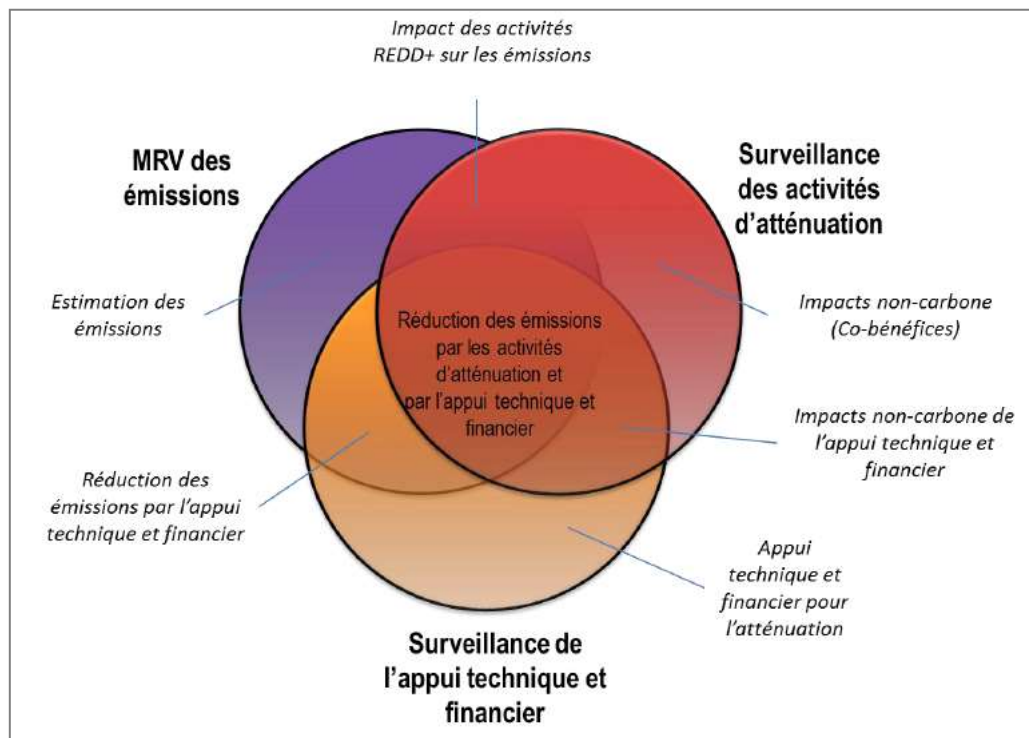 Impact des activités
REDD+ sur les émissions
MRV des
émissions
Surveillance
des activités
d'atténuation
Estimation des
émissions
Réduction des émissions
par les activités
d'atténuation et
par l'appui technique et
financier
Impacts non-carbone
(Co-bénéfices)
Impacts non-carbone de
l'appui technique et
financier
Réduction des
émissions par l'appui
technique et financier
Appui
technique et
financier pour
l'atténuation
Surveillance de
l'appui technique et
financier